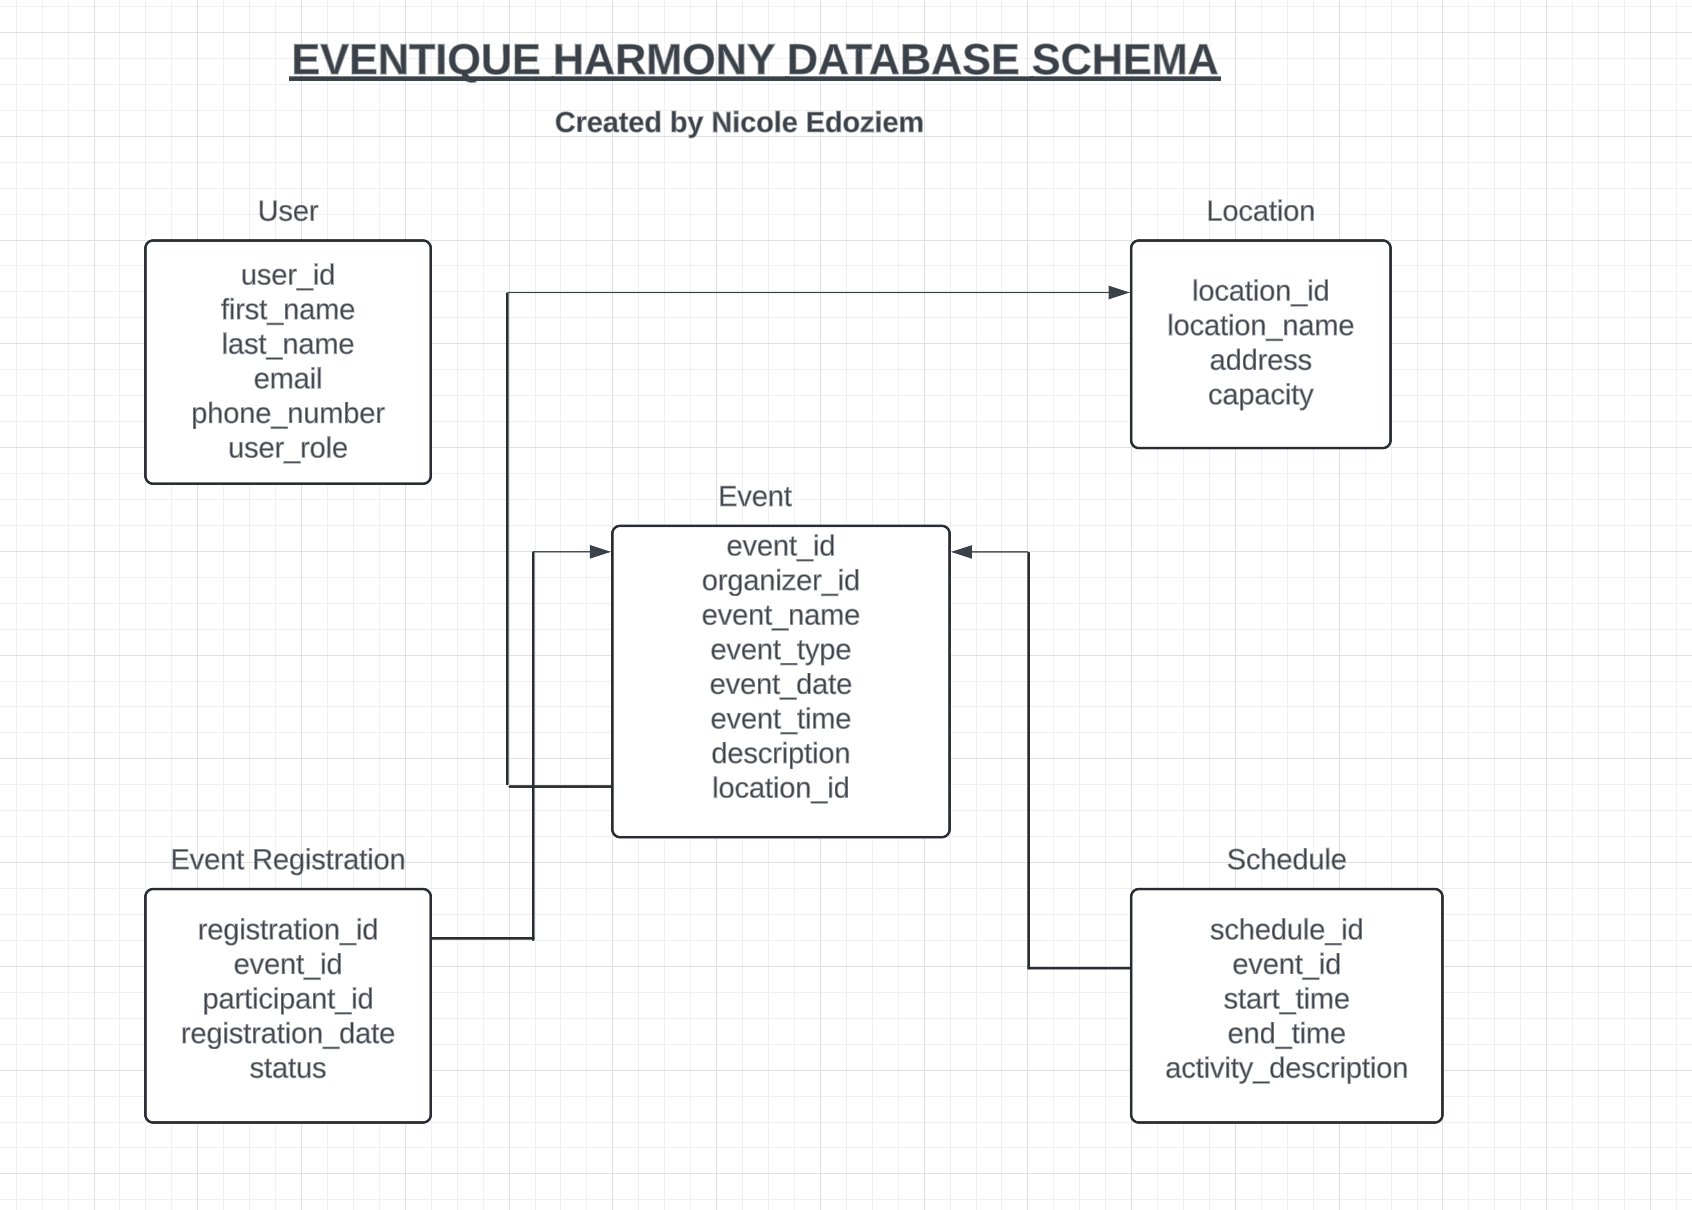 EVENTIQUE HARMONY DATABASE SCHEMA
Created by Nicole Edoziem
User
user_id
first_name
last_name
email
phone_number
user_role
Location
location_id
location_name
address
capacity
Event
event_id
organizer_id
event_name
event_type
event_date
event_time
description
location_id
Event Registration
registration_id
event_id
participant_id
registration_date
status
Schedule
schedule_id
event_id
start_time
end_time
activity_description